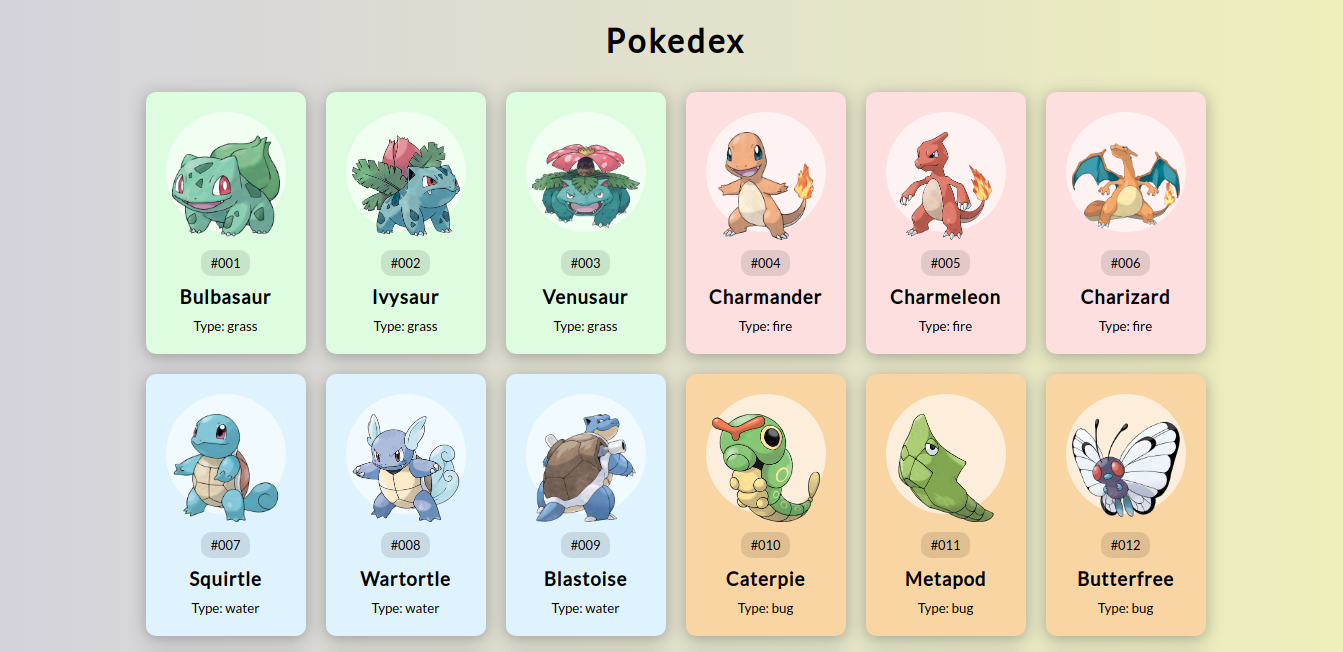 Pokedex
#001
Bulbasaur
Type: grass
#002
Ivysaur
Type: grass
#003
Venusaur
Type: grass
#004
Charmander
Type: fire
#005
Charmeleon
Type: fire
#006
Charizard
Type: fire
#007
Squirtle
Type: water
#008
Wartortle
Type: water
#009
Blastoise
Type: water
#010
Caterpie
Type: bug
#011
Metapod
Type: bug
#012
Butterfree
Type: bug